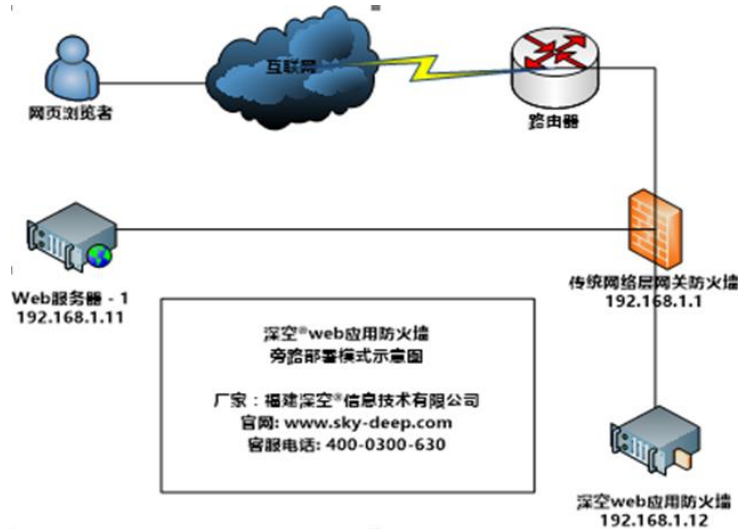 互联网
网页浏览者
路由器
传统网络层网关防火墙
192.168.1.1
Web服务器 - 1
192.168.1.11
深空®web应用防火墙
旁路部署模式示意图
厂家：福建深空®信息技术有限公司
官网: www.sky-deep.com
客服电话: 400-0300-630
深空web应用防火墙
192.168.1.12